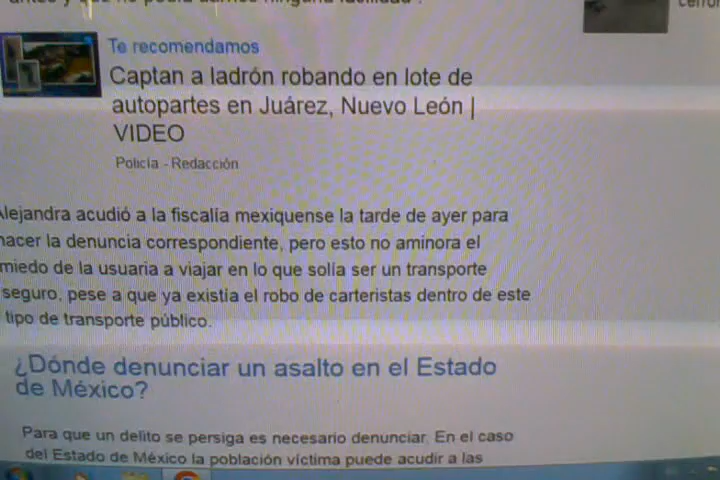 Te recomendamos
Captan a ladrón robando en lote de
autopartes en Juárez, Nuevo León |
VIDEO
Policía - Redacción
Alejandra acudió a la fiscalía mexiquense la tarde de ayer para
hacer la denuncia correspondiente, pero esto no aminora el
miedo de la usuaria a viajar en lo que solía ser un transporte
seguro, pese a que ya existía el robo de carteristas dentro de este
tipo de transporte público.
¿Dónde denunciar un asalto en el Estado
de México?
Para que un delito se persiga es necesario denunciar. En el caso
del Estado de México la población víctima puede acudir a las